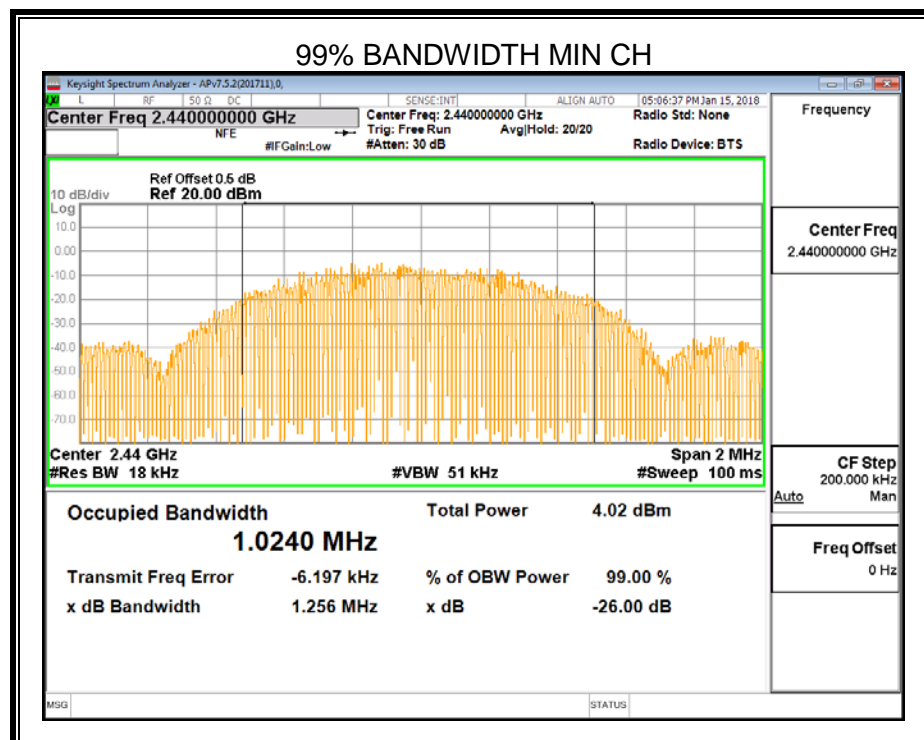 99% BANDWIDTH MIN CH
Keysight Spectrum Analyzer - APv7.5.2(201711),0,
L RF 50 Ω DC SENSE:INT ALIGN AUTO 05:06:37 PM Jan 15, 2018
Center Freq 2.440000000 GHz
NFE
#IFGain:Low
Center Freq: 2.440000000 GHz
Trig: Free Run Avg|Hold: 20/20
#Atten: 30 dB
Radio Std: None
Radio Device: BTS
Ref Offset 0.5 dB
10 dB/div Ref 20.00 dBm
Log
10.0
0.00
-10.0
-20.0
-30.0
-40.0
-50.0
-60.0
-70.0
Center 2.44 GHz Span 2 MHz
#Res BW 18 kHz #VBW 51 kHz #Sweep 100 ms
Occupied Bandwidth Total Power 4.02 dBm
1.0240 MHz
Transmit Freq Error -6.197 kHz % of OBW Power 99.00 %
x dB Bandwidth 1.256 MHz x dB -26.00 dB
Frequency
Center Freq
2.440000000 GHz
CF Step
200.000 kHz
Auto Man
Freq Offset
0 Hz
MSG STATUS